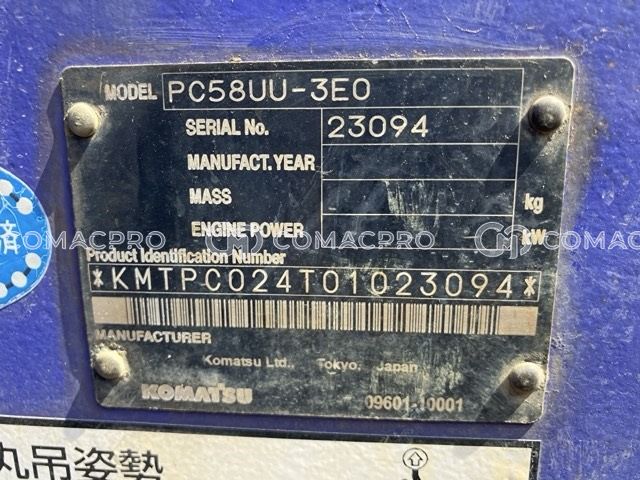 MODEL PC58UU-3E0
SERIAL No. 23094
MANUFACT.YEAR
MASS kg
ENGINE POWER kW
済
COMACPRO COMACPRO COMACPRO
Product Identification Number
*KMTPC024T01023094*
MANUFACTURER
Komatsu Ltd., Tokyo, Japan
KOMATSU 09601-10001
丸吊姿勢